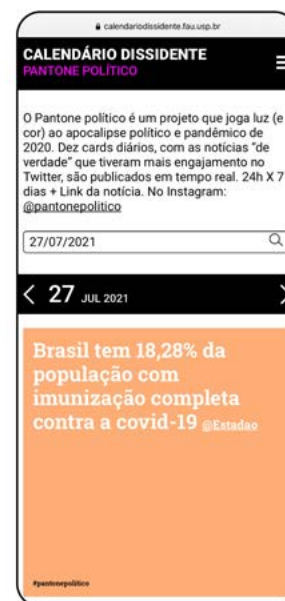 calendariodissidente.fau.usp.br
CALENDÁRIO DISSIDENTE
PANTONE POLÍTICO
O Pantone político é um projeto que joga luz (e
cor) ao apocalipse político e pandêmico de
2020. Dez cards diários, com as notícias "de
verdade" que tiveram mais engajamento no
Twitter, são publicados em tempo real. 24h X 7
dias + Link da notícia. No Instagram:
@pantonepolitico
27/07/2021
27 JUL 2021
Brasil tem 18,28% da
população com
imunização completa
contra a covid-19 @Estadao
#pantonepolítico